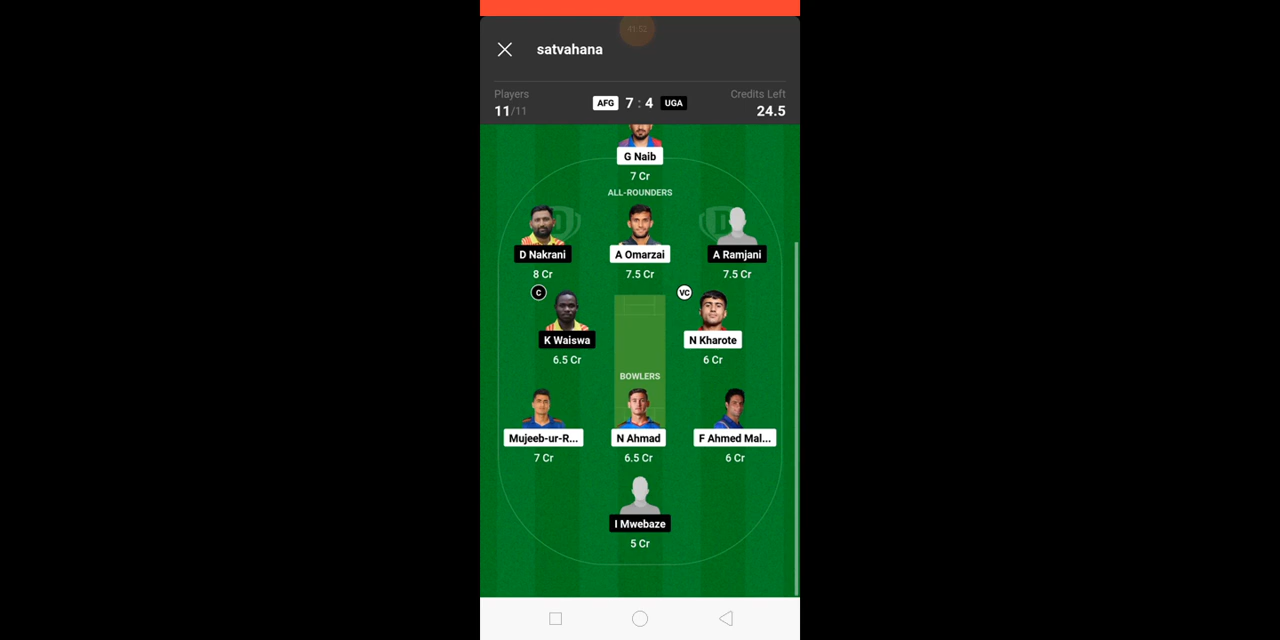 41:52
satvahana
Players
Credits Left
11/11
AFG 7 : 4 UGA
24.5
G Naib
7 Cr
ALL-ROUNDERS
D Nakrani
A Omarzai
A Ramjani
8 Cr
7.5 Cr
7.5 Cr
C
VC
K Waiswa
N Kharote
6.5 Cr
6 Cr
BOWLERS
Mujeeb-ur-R...
N Ahmad
F Ahmed Mal...
7 Cr
6.5 Cr
6 Cr
I Mwebaze
5 Cr